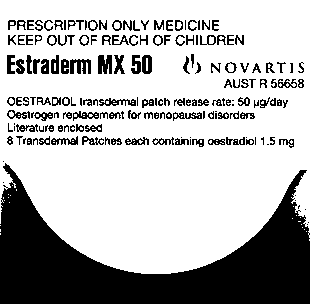 PRESCRIPTION ONLY MEDICINE
KEEP OUT OF REACH OF CHILDREN
Estraderm MX 50 NOVARTIS
AUST R 56658
OESTRADIOL transdermal patch release rate: 50 µg/day
Oestrogen replacement for menopausal disorders
Literature enclosed
8 Transdermal Patches each containing oestradiol 1.5 mg